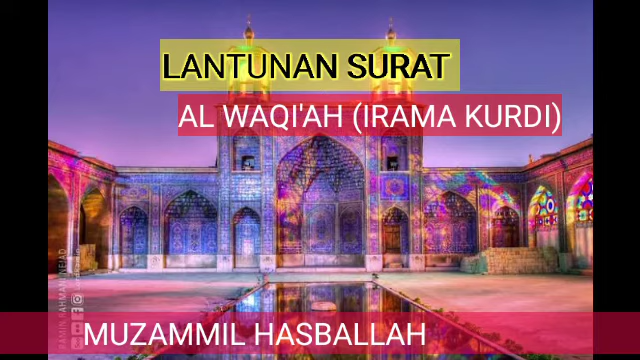 LANTUNAN SURAT
AL WAQI'AH (IRAMA KURDI)
MUZAMMIL HASBALLAH